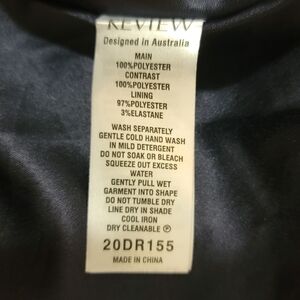 REVIEW
Designed in Australia
MAIN
100%POLYESTER
CONTRAST
100%POLYESTER
LINING
97%POLYESTER
3%ELASTANE
WASH SEPARATELY
GENTLE COLD HAND WASH
IN MILD DETERGENT
DO NOT SOAK OR BLEACH
SQUEEZE OUT EXCESS
WATER
GENTLY PULL WET
GARMENT INTO SHAPE
DO NOT TUMBLE DRY
LINE DRY IN SHADE
COOL IRON
DRY CLEANABLE Ⓟ
20DR155
MADE IN CHINA